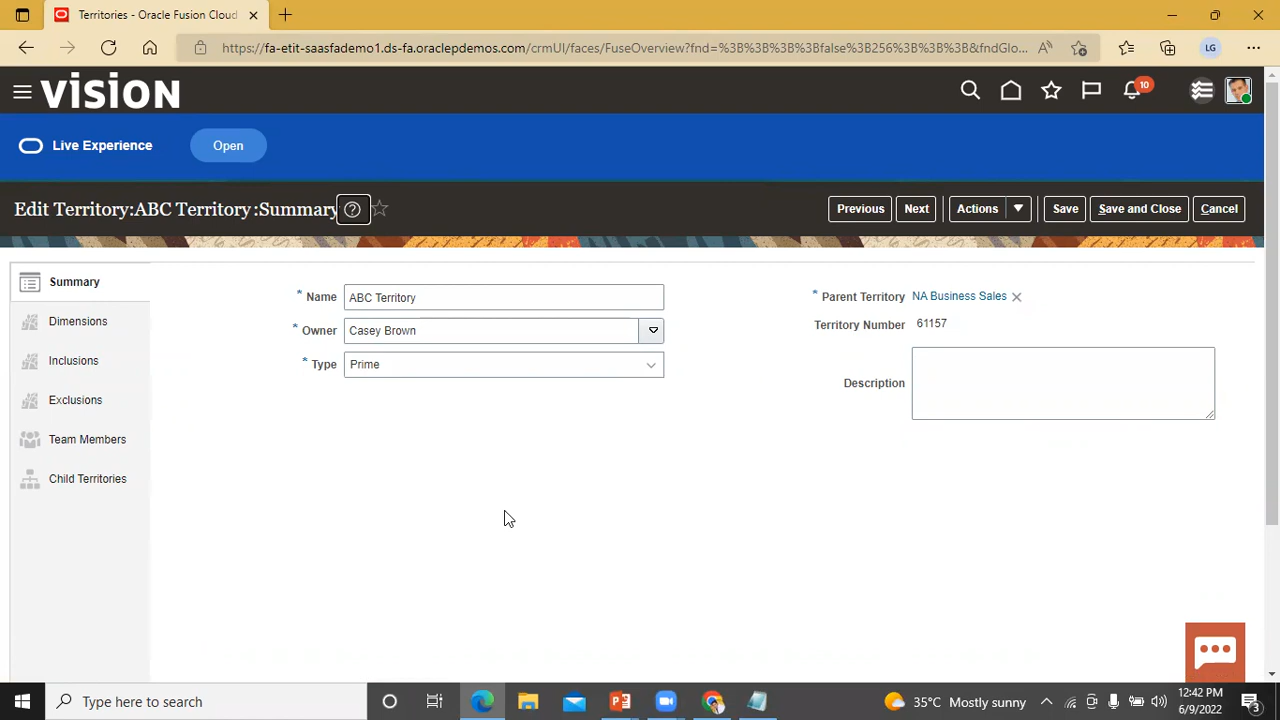 Territories - Oracle Fusion Cloud
https://fa-etit-saasfademo1.ds-fa.oraclepdemos.com/crmUI/faces/FuseOverview?fnd=%3B%3B%3B%3Bfalse%3B256%3B%3B%3B&fndGlo...
LG
VISION
10
Live Experience
Open
Edit Territory:ABC Territory :Summary
Previous
Next
Actions
Save
Save and Close
Cancel
Summary
Dimensions
Inclusions
Exclusions
Team Members
Child Territories
* Name ABC Territory
* Owner Casey Brown
* Type Prime
* Parent Territory NA Business Sales
Territory Number 61157
Description
Type here to search
35°C Mostly sunny
12:42 PM
6/9/2022
3